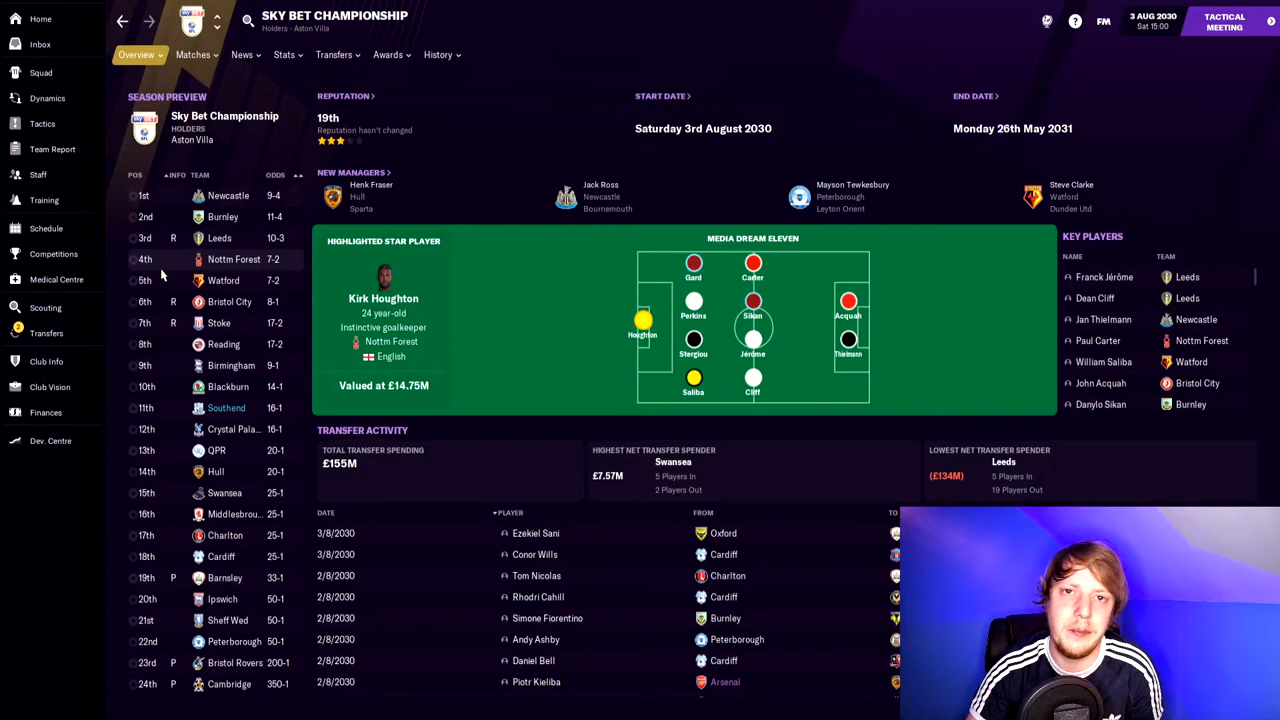 Home
Inbox
Squad
Dynamics
Tactics
Team Report
Staff
Training
Schedule
Competitions
Medical Centre
Scouting
2
Transfers
Club Info
Club Vision
Finances
Dev. Centre
SKY BET CHAMPIONSHIP
Holders - Aston Villa
FM
3 AUG 2030
Sat 15:00
TACTICAL
MEETING
Overview Matches News Stats Transfers Awards History
SEASON PREVIEW
Sky Bet Championship
HOLDERS
Aston Villa
POS INFO TEAM ODDS
1st Newcastle 9-4
2nd Burnley 11-4
3rd R Leeds 10-3
4th Nottm Forest 7-2
5th Watford 7-2
6th R Bristol City 8-1
7th R Stoke 17-2
8th Reading 17-2
9th Birmingham 9-1
10th Blackburn 14-1
11th Southend 16-1
12th Crystal Pala... 16-1
13th QPR 20-1
14th Hull 20-1
15th Swansea 25-1
16th Middlesbrou... 25-1
17th Charlton 25-1
18th Cardiff 25-1
19th P Barnsley 33-1
20th Ipswich 50-1
21st Sheff Wed 50-1
22nd Peterborough 50-1
23rd P Bristol Rovers 200-1
24th P Cambridge 350-1
REPUTATION >
19th
Reputation hasn't changed
START DATE >
Saturday 3rd August 2030
END DATE >
Monday 26th May 2031
NEW MANAGERS >
Henk Fraser
Hull
Sparta
Jack Ross
Newcastle
Bournemouth
Mayson Tewkesbury
Peterborough
Leyton Orient
Steve Clarke
Watford
Dundee Utd
HIGHLIGHTED STAR PLAYER
Kirk Houghton
24 year-old
Instinctive goalkeeper
Nottm Forest
English
Valued at £14.75M
MEDIA DREAM ELEVEN
Gard
Carter
Perkins
Sikan
Acquah
Houghton
Stergiou
Jérôme
Thielmann
Saliba
Cliff
KEY PLAYERS
NAME TEAM
Franck Jérôme Leeds
Dean Cliff Leeds
Jan Thielmann Newcastle
Paul Carter Nottm Forest
William Saliba Watford
John Acquah Bristol City
Danylo Sikan Burnley
TRANSFER ACTIVITY
TOTAL TRANSFER SPENDING
£155M
HIGHEST NET TRANSFER SPENDER
£7.57M
Swansea
5 Players In
2 Players Out
LOWEST NET TRANSFER SPENDER
(£134M)
Leeds
5 Players In
19 Players Out
DATE PLAYER FROM TO
3/8/2030 Ezekiel Sani Oxford
3/8/2030 Conor Wills Cardiff
2/8/2030 Tom Nicolas Charlton
2/8/2030 Rhodri Cahill Cardiff
2/8/2030 Simone Fiorentino Burnley
2/8/2030 Andy Ashby Peterborough
2/8/2030 Daniel Bell Cardiff
2/8/2030 Piotr Kieliba Arsenal